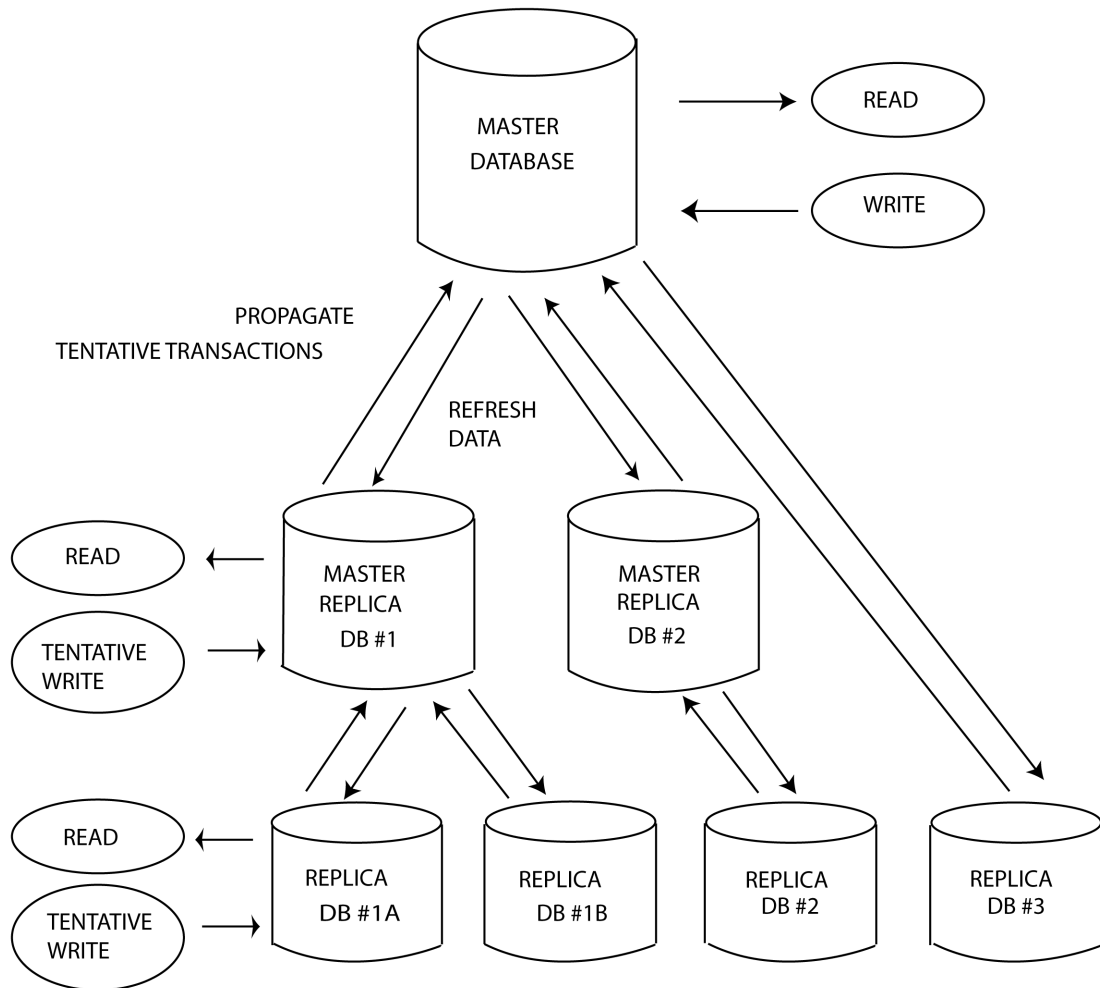 MASTER
DATABASE
READ
WRITE
PROPAGATE
TENTATIVE TRANSACTIONS
REFRESH
DATA
READ
TENTATIVE
WRITE
MASTER
REPLICA
DB #1
MASTER
REPLICA
DB #2
READ
TENTATIVE
WRITE
REPLICA
DB #1A
REPLICA
DB #1B
REPLICA
DB #2
REPLICA
DB #3